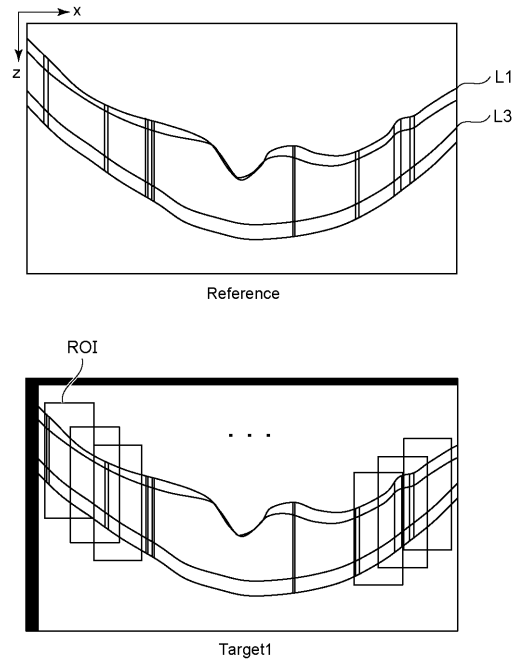 x
z
L1
L3
Reference
ROI
. . .
Target1